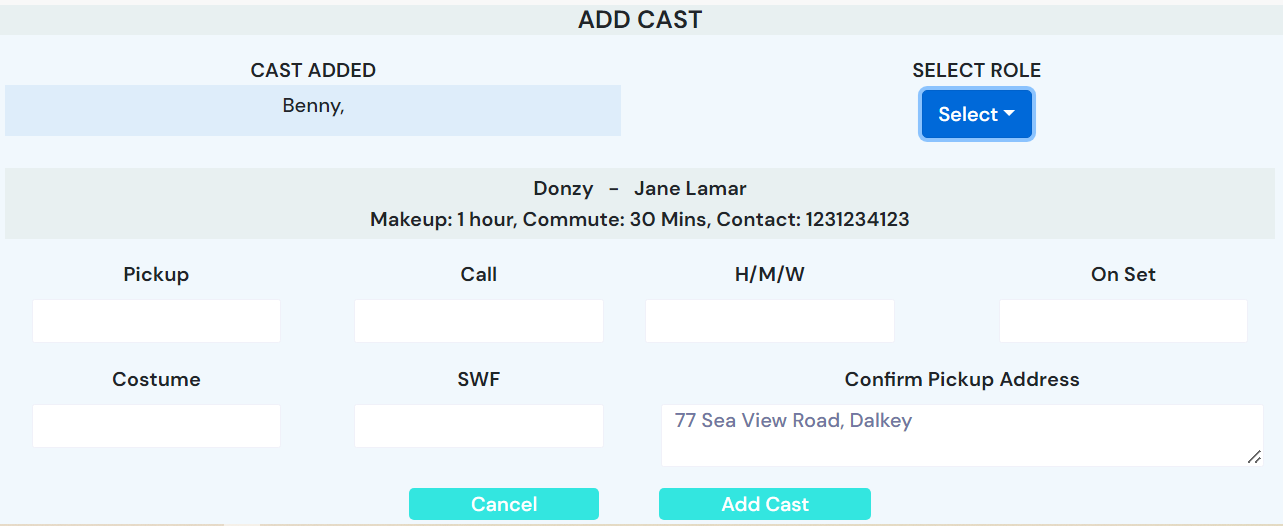 ADD CAST
CAST ADDED
Benny,
SELECT ROLE
Select
Donzy - Jane Lamar
Makeup: 1 hour, Commute: 30 Mins, Contact: 1231234123
Pickup
Call
H/M/W
On Set
Costume
SWF
Confirm Pickup Address
77 Sea View Road, Dalkey
Cancel
Add Cast